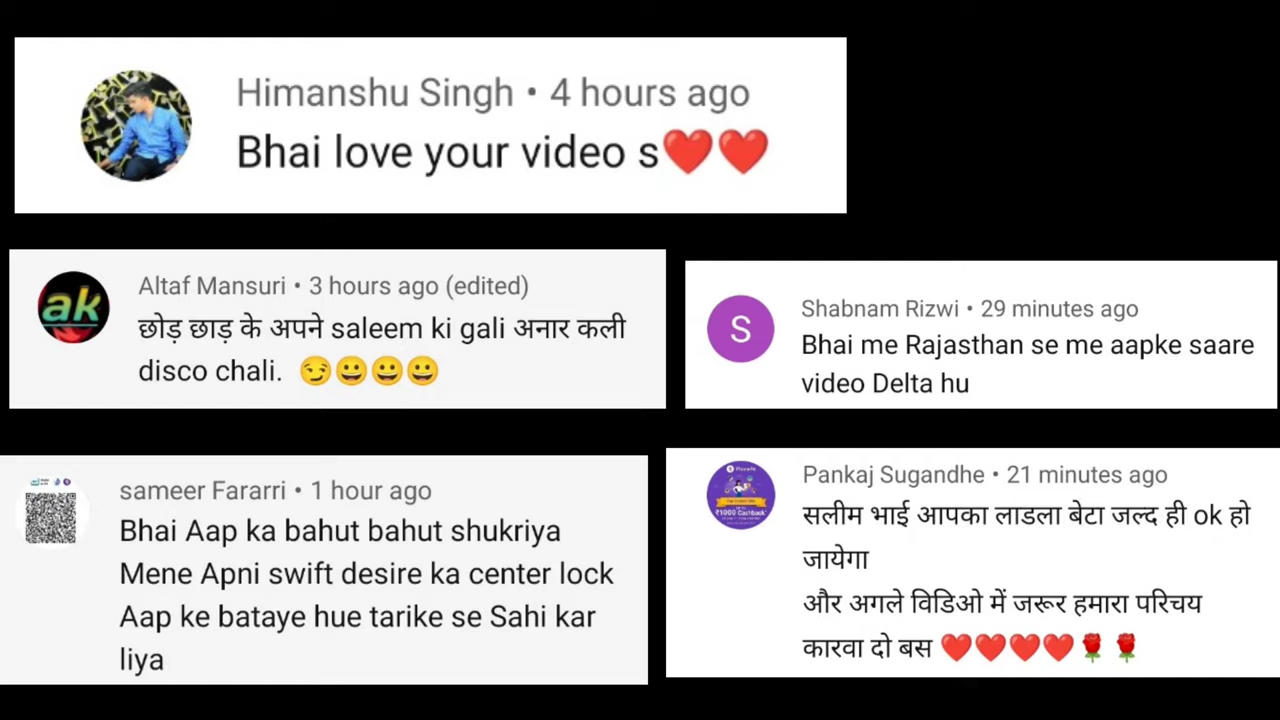 Himanshu Singh • 4 hours ago
Bhai love your video s❤️❤️
Altaf Mansuri • 3 hours ago (edited)
छोड़ छाड़ के अपने saleem ki gali अनार कली
disco chali. 😏😀😀😀
S
Shabnam Rizwi • 29 minutes ago
Bhai me Rajasthan se me aapke saare
video Delta hu
ak
sameer Fararri • 1 hour ago
Bhai Aap ka bahut bahut shukriya
Mene Apni swift desire ka center lock
Aap ke bataye hue tarike se Sahi kar
liya
Pankaj Sugandhe • 21 minutes ago
सलीम भाई आपका लाडला बेटा जल्द ही ok हो
जायेगा
और अगले विडिओ में जरूर हमारा परिचय
कारवा दो बस ❤️❤️❤️❤️🌹🌹
₹1000 Cashback*